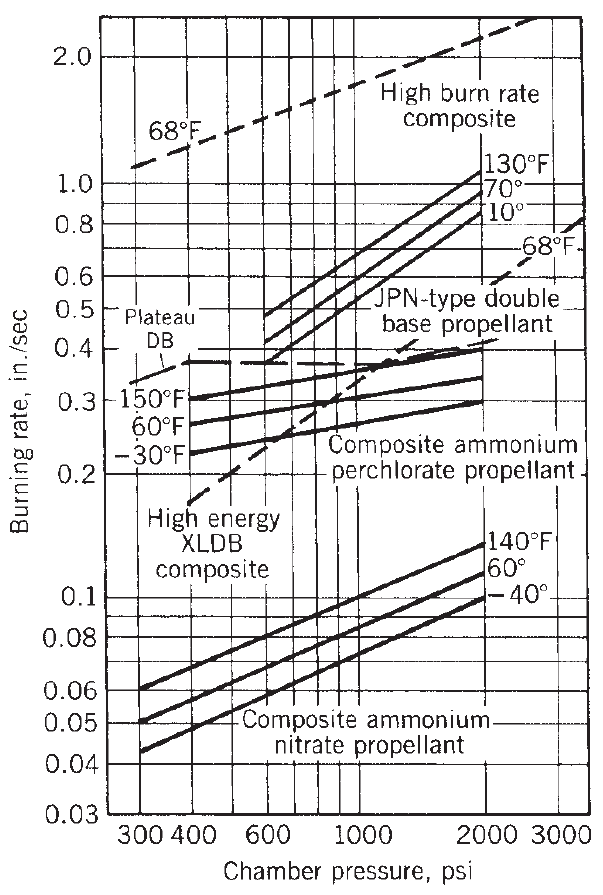 2.0
1.0
0.8
0.6
0.5
0.4
0.3
0.2
0.1
0.08
0.06
0.05
0.04
0.03
Burning rate, in./sec
68°F
High burn rate
composite
130°F
70°
10°
68°F
JPN-type double
base propellant
Plateau
DB
150°F
60°F
−30°F
Composite ammonium
perchlorate propellant
High energy
XLDB
composite
140°F
60°
−40°
Composite ammonium
nitrate propellant
300 400 600 1000 2000 3000
Chamber pressure, psi